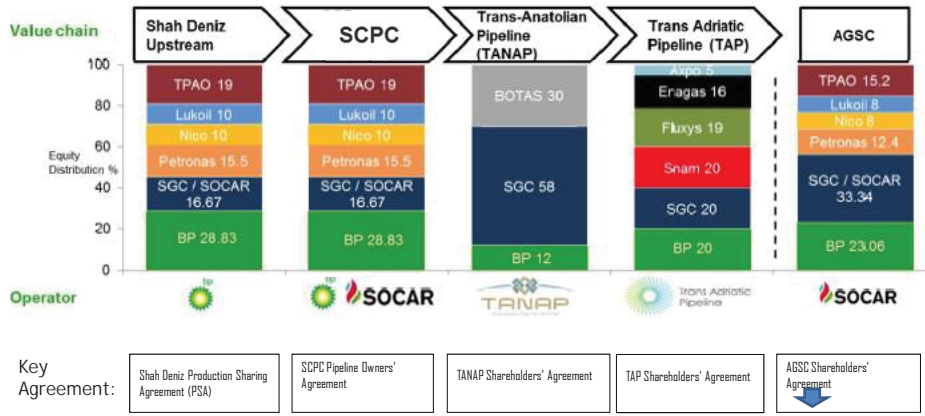 Value chain
Shah Deniz
Upstream
SCPC
Trans-Anatolian
Pipeline
(TANAP)
Trans Adriatic
Pipeline (TAP)
AGSC
Equity
Distribution %
100
80
60
40
20
0
TPAO 19
Lukoil 10
Nico 10
Petronas 15.5
SGC / SOCAR
16.67
BP 28.83
TPAO 19
Lukoil 10
Nico 10
Petronas 15.5
SGC / SOCAR
16.67
BP 28.83
BOTAS 30
SGC 58
BP 12
Axpo 5
Enagas 16
Fluxys 19
Snam 20
SGC 20
BP 20
TPAO 15.2
Lukoil 8
Nico 8
Petronas 12.4
SGC / SOCAR
33.34
BP 23.06
Operator
bp
bp
SOCAR
TANAP
Trans Adriatic
Pipeline
SOCAR
Key
Agreement:
Shah Deniz Production Sharing
Agreement (PSA)
SCPC Pipeline Owners'
Agreement
TANAP Shareholders' Agreement
TAP Shareholders' Agreement
AGSC Shareholders'
Agreement